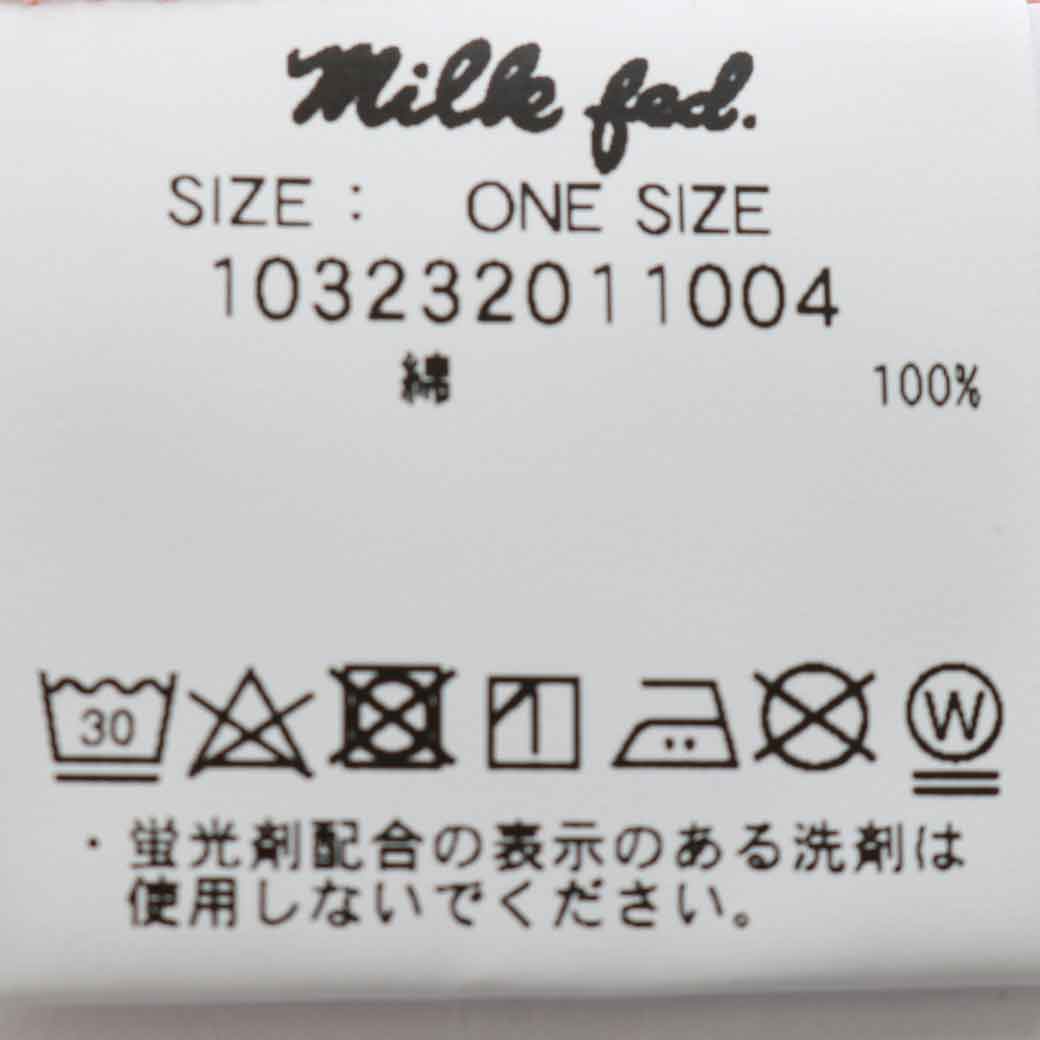 Milk fed.
SIZE : ONE SIZE
103232011004
綿 100%
30
W
・蛍光剤配合の表示のある洗剤は
使用しないでください。